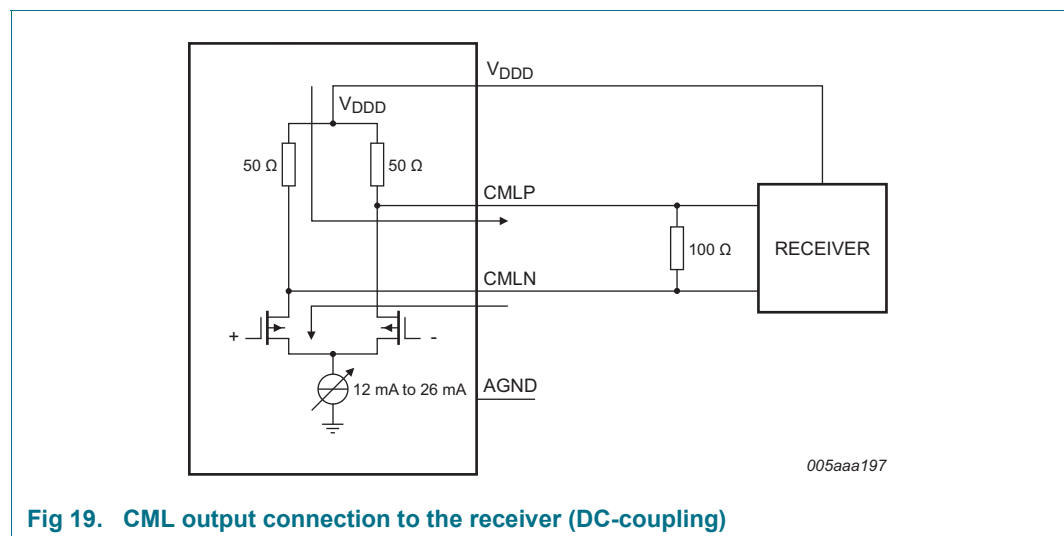 VDDD
VDDD
50 Ω
50 Ω
CMLP
100 Ω
RECEIVER
CMLN
+
-
12 mA to 26 mA
AGND
005aaa197
Fig 19. CML output connection to the receiver (DC-coupling)